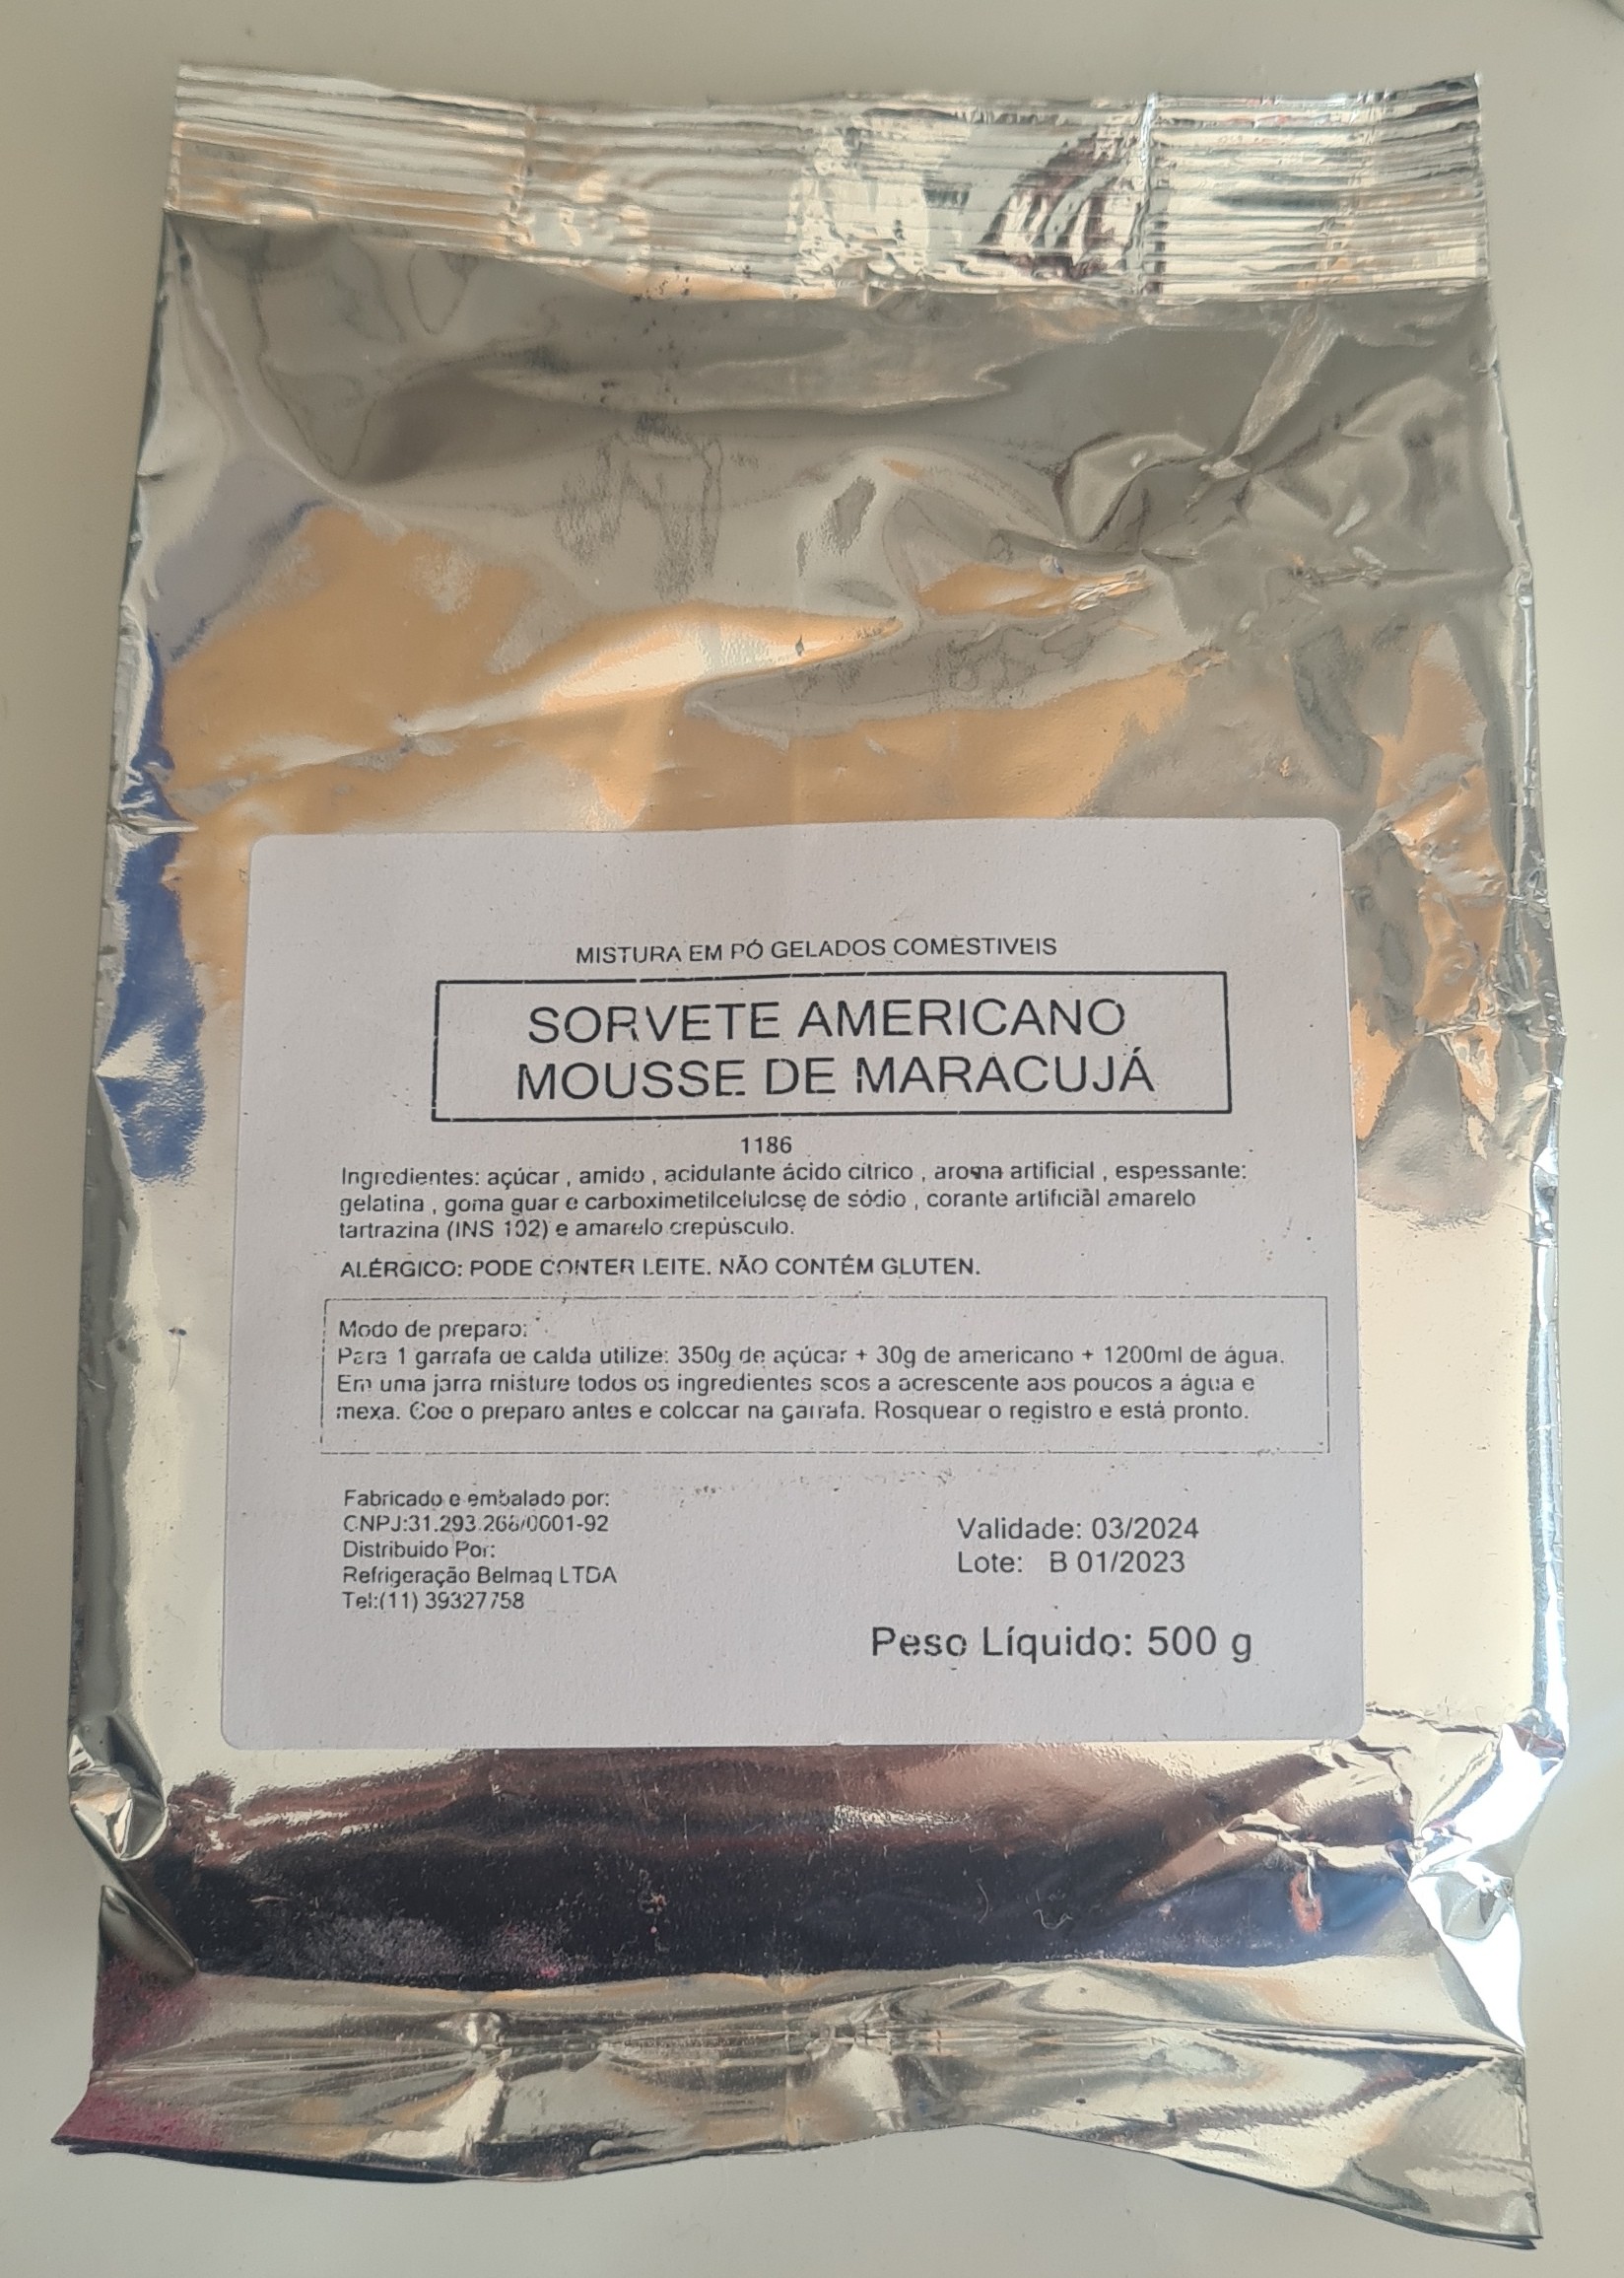 MISTURA EM PÓ GELADOS COMESTIVEIS
SORVETE AMERICANO
MOUSSE DE MARACUJÁ
1186
Ingredientes: açúcar , amido , acidulante ácido cítrico , aroma artificial , espessante:
gelatina , goma guar e carboximetilcelulose de sódio , corante artificial amarelo
tartrazina (INS 102) e amarelo crepúsculo.
ALÉRGICO: PODE CONTER LEITE. NÃO CONTÉM GLUTEN.
Modo de preparo:
Para 1 garrafa de calda utilize: 350g de açúcar + 30g de americano + 1200ml de água.
Em uma jarra misture todos os ingredientes scos a acrescente aos poucos a água e
mexa. Coe o preparo antes e colocar na garrafa. Rosquear o registro e está pronto.
Fabricado e embalado por:
CNPJ:31.293.268/0001-92
Distribuido Por:
Refrigeração Belmaq LTDA
Tel:(11) 39327758
Validade: 03/2024
Lote: B 01/2023
Peso Líquido: 500 g